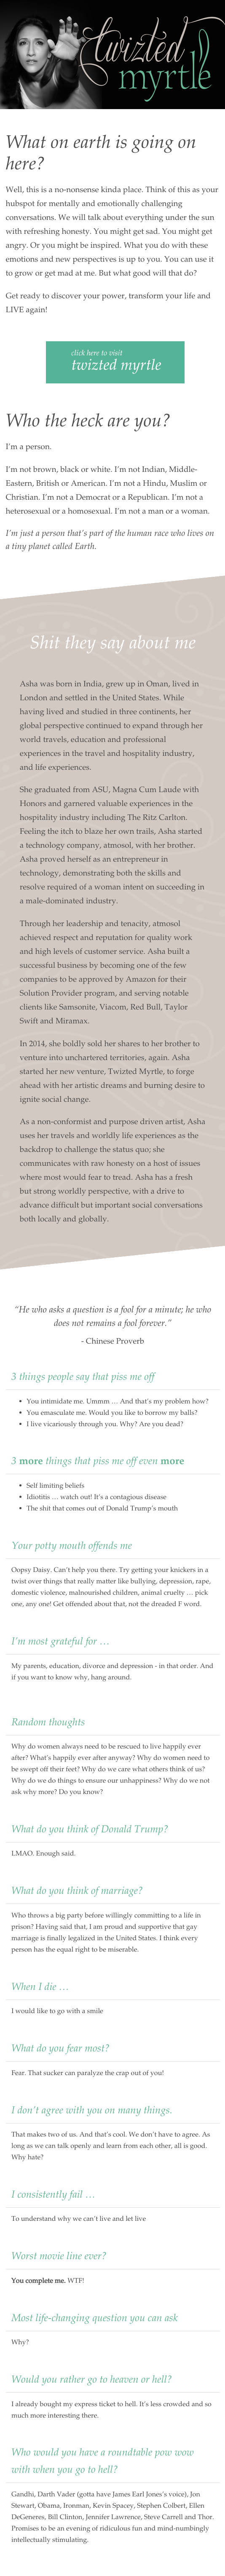 twizted
myrtle
What on earth is going on
here?
Well, this is a no-nonsense kinda place. Think of this as your
hubspot for mentally and emotionally challenging
conversations. We will talk about everything under the sun
with refreshing honesty. You might get sad. You might get
angry. Or you might be inspired. What you do with these
emotions and new perspectives is up to you. You can use it
to grow or get mad at me. But what good will that do?
Get ready to discover your power, transform your life and
LIVE again!
click here to visit
twizted myrtle
Who the heck are you?
I'm a person.
I'm not brown, black or white. I'm not Indian, Middle-
Eastern, British or American. I'm not a Hindu, Muslim or
Christian. I'm not a Democrat or a Republican. I'm not a
heterosexual or a homosexual. I'm not a man or a woman.
I'm just a person that's part of the human race who lives on
a tiny planet called Earth.
Shit they say about me
Asha was born in India, grew up in Oman, lived in
London and settled in the United States. While
having lived and studied in three continents, her
global perspective continued to expand through her
world travels, education and professional
experiences in the travel and hospitality industry,
and life experiences.
She graduated from ASU, Magna Cum Laude with
Honors and garnered valuable experiences in the
hospitality industry including The Ritz Carlton.
Feeling the itch to blaze her own trails, Asha started
a technology company, atmosol, with her brother.
Asha proved herself as an entrepreneur in
technology, demonstrating both the skills and
resolve required of a woman intent on succeeding in
a male-dominated industry.
Through her leadership and tenacity, atmosol
achieved respect and reputation for quality work
and high levels of customer service. Asha built a
successful business by becoming one of the few
companies to be approved by Amazon for their
Solution Provider program, and serving notable
clients like Samsonite, Viacom, Red Bull, Taylor
Swift and Miramax.
In 2014, she boldly sold her shares to her brother to
venture into unchartered territories, again. Asha
started her new venture, Twizted Myrtle, to forge
ahead with her artistic dreams and burning desire to
ignite social change.
As a non-conformist and purpose driven artist, Asha
uses her travels and worldly life experiences as the
backdrop to challenge the status quo; she
communicates with raw honesty on a host of issues
where most would fear to tread. Asha has a fresh
but strong worldly perspective, with a drive to
advance difficult but important social conversations
both locally and globally.
"He who asks a question is a fool for a minute; he who
does not remains a fool forever."
- Chinese Proverb
3 things people say that piss me off
• You intimidate me. Ummm … And that's my problem how?
• You emasculate me. Would you like to borrow my balls?
• I live vicariously through you. Why? Are you dead?
3 more things that piss me off even more
• Self limiting beliefs
• Idiotitis … watch out! It's a contagious disease
• The shit that comes out of Donald Trump's mouth
Your potty mouth offends me
Oopsy Daisy. Can't help you there. Try getting your knickers in a
twist over things that really matter like bullying, depression, rape,
domestic violence, malnourished children, animal cruelty … pick
one, any one! Get offended about that, not the dreaded F word.
I'm most grateful for …
My parents, education, divorce and depression - in that order. And
if you want to know why, hang around.
Random thoughts
Why do women always need to be rescued to live happily ever
after? What's happily ever after anyway? Why do women need to
be swept off their feet? Why do we care what others think of us?
Why do we do things to ensure our unhappiness? Why do we not
ask why more? Do you know?
What do you think of Donald Trump?
LMAO. Enough said.
What do you think of marriage?
Who throws a big party before willingly committing to a life in
prison? Having said that, I am proud and supportive that gay
marriage is finally legalized in the United States. I think every
person has the equal right to be miserable.
When I die …
I would like to go with a smile
What do you fear most?
Fear. That sucker can paralyze the crap out of you!
I don't agree with you on many things.
That makes two of us. And that's cool. We don't have to agree. As
long as we can talk openly and learn from each other, all is good.
Why hate?
I consistently fail …
To understand why we can't live and let live
Worst movie line ever?
You complete me. WTF!
Most life-changing question you can ask
Why?
Would you rather go to heaven or hell?
I already bought my express ticket to hell. It's less crowded and so
much more interesting there.
Who would you have a roundtable pow wow
with when you go to hell?
Gandhi, Darth Vader (gotta have James Earl Jones's voice), Jon
Stewart, Obama, Ironman, Kevin Spacey, Stephen Colbert, Ellen
DeGeneres, Bill Clinton, Jennifer Lawrence, Steve Carrell and Thor.
Promises to be an evening of ridiculous fun and mind-numbingly
intellectually stimulating.